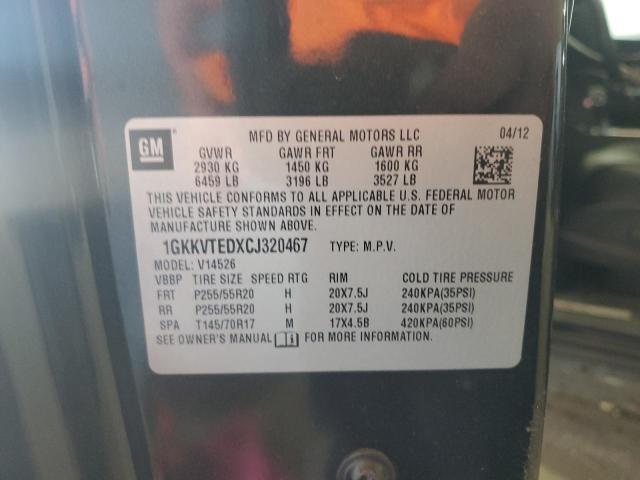 GM
MFD BY GENERAL MOTORS LLC 04/12
GVWR GAWR FRT GAWR RR
2930 KG 1450 KG 1600 KG
6459 LB 3196 LB 3527 LB
THIS VEHICLE CONFORMS TO ALL APPLICABLE U.S. FEDERAL MOTOR
VEHICLE SAFETY STANDARDS IN EFFECT ON THE DATE OF
MANUFACTURE SHOWN ABOVE.
1GKKVTEDXCJ320467 TYPE: M.P.V.
MODEL: V14526
VBBP TIRE SIZE SPEED RTG RIM COLD TIRE PRESSURE
FRT P255/55R20 H 20X7.5J 240KPA(35PSI)
RR P255/55R20 H 20X7.5J 240KPA(35PSI)
SPA T145/70R17 M 17X4.5B 420KPA(60PSI)
SEE OWNER'S MANUAL FOR MORE INFORMATION.